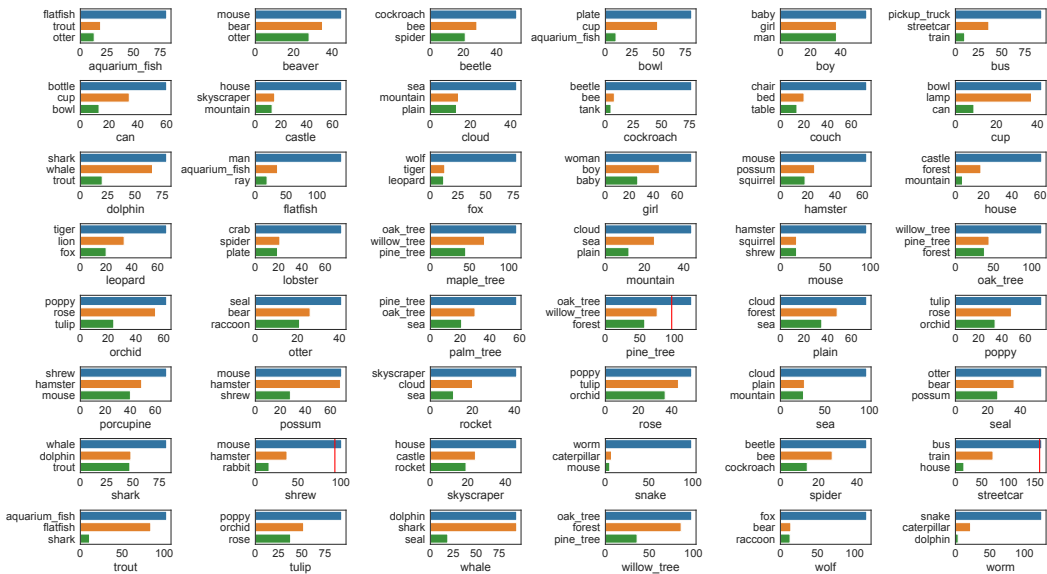 flatfish
trout
otter
0 25 50 75
aquarium_fish
mouse
bear
otter
0 20 40
beaver
cockroach
bee
spider
0 20 40
beetle
plate
cup
aquarium_fish
0 25 50 75
bowl
baby
girl
man
0 20 40
boy
pickup_truck
streetcar
train
0 25 50 75
bus
bottle
cup
bowl
0 20 40 60
can
house
skyscraper
mountain
0 20 40 60
castle
sea
mountain
plain
0 20 40
cloud
beetle
bee
tank
0 25 50 75
cockroach
chair
bed
table
0 20 40 60
couch
bowl
lamp
can
0 20 40
cup
shark
whale
trout
0 25 50 75
dolphin
man
aquarium_fish
ray
50 100
flatfish
wolf
tiger
leopard
0 25 50 75
fox
woman
boy
baby
0 20 40 60
girl
mouse
possum
squirrel
0 20 40 60
hamster
castle
forest
mountain
0 20 40 60
house
tiger
lion
fox
0 20 40 60
leopard
crab
spider
plate
0 20 40 60
lobster
oak_tree
willow_tree
pine_tree
0 50 100
maple_tree
cloud
sea
plain
0 20 40
mountain
hamster
squirrel
shrew
0 25 50 75 100
mouse
willow_tree
pine_tree
forest
0 50 100
oak_tree
poppy
rose
tulip
0 20 40 60
orchid
seal
bear
raccoon
0 20 40
otter
pine_tree
oak_tree
sea
0 20 40
palm_tree
oak_tree
willow_tree
forest
50 100
pine_tree
cloud
forest
sea
0 25 50 75
plain
tulip
rose
orchid
0 20 40 60
poppy
shrew
hamster
mouse
0 20 40 60
porcupine
mouse
hamster
shrew
0 20 40 60
possum
skyscraper
cloud
sea
0 20 40
rocket
poppy
tulip
orchid
0 20 40
rose
cloud
plain
mountain
0 25 50 75 100
sea
otter
bear
possum
0 20 40
seal
whale
dolphin
trout
0 25 50 75
shark
mouse
hamster
rabbit
0 50 100
shrew
house
castle
rocket
0 20 40
skyscraper
worm
caterpillar
mouse
0 25 50 75 100
snake
beetle
bee
cockroach
0 20 40
spider
bus
train
house
0 50 100 150
streetcar
aquarium_fish
flatfish
shark
0 50 100
trout
poppy
orchid
rose
0 25 50 75
tulip
dolphin
shark
seal
0 25 50 75 100
whale
oak_tree
forest
pine_tree
0 25 50 75 100
willow_tree
fox
bear
raccoon
0 50 100
wolf
snake
caterpillar
dolphin
0 50 100
worm